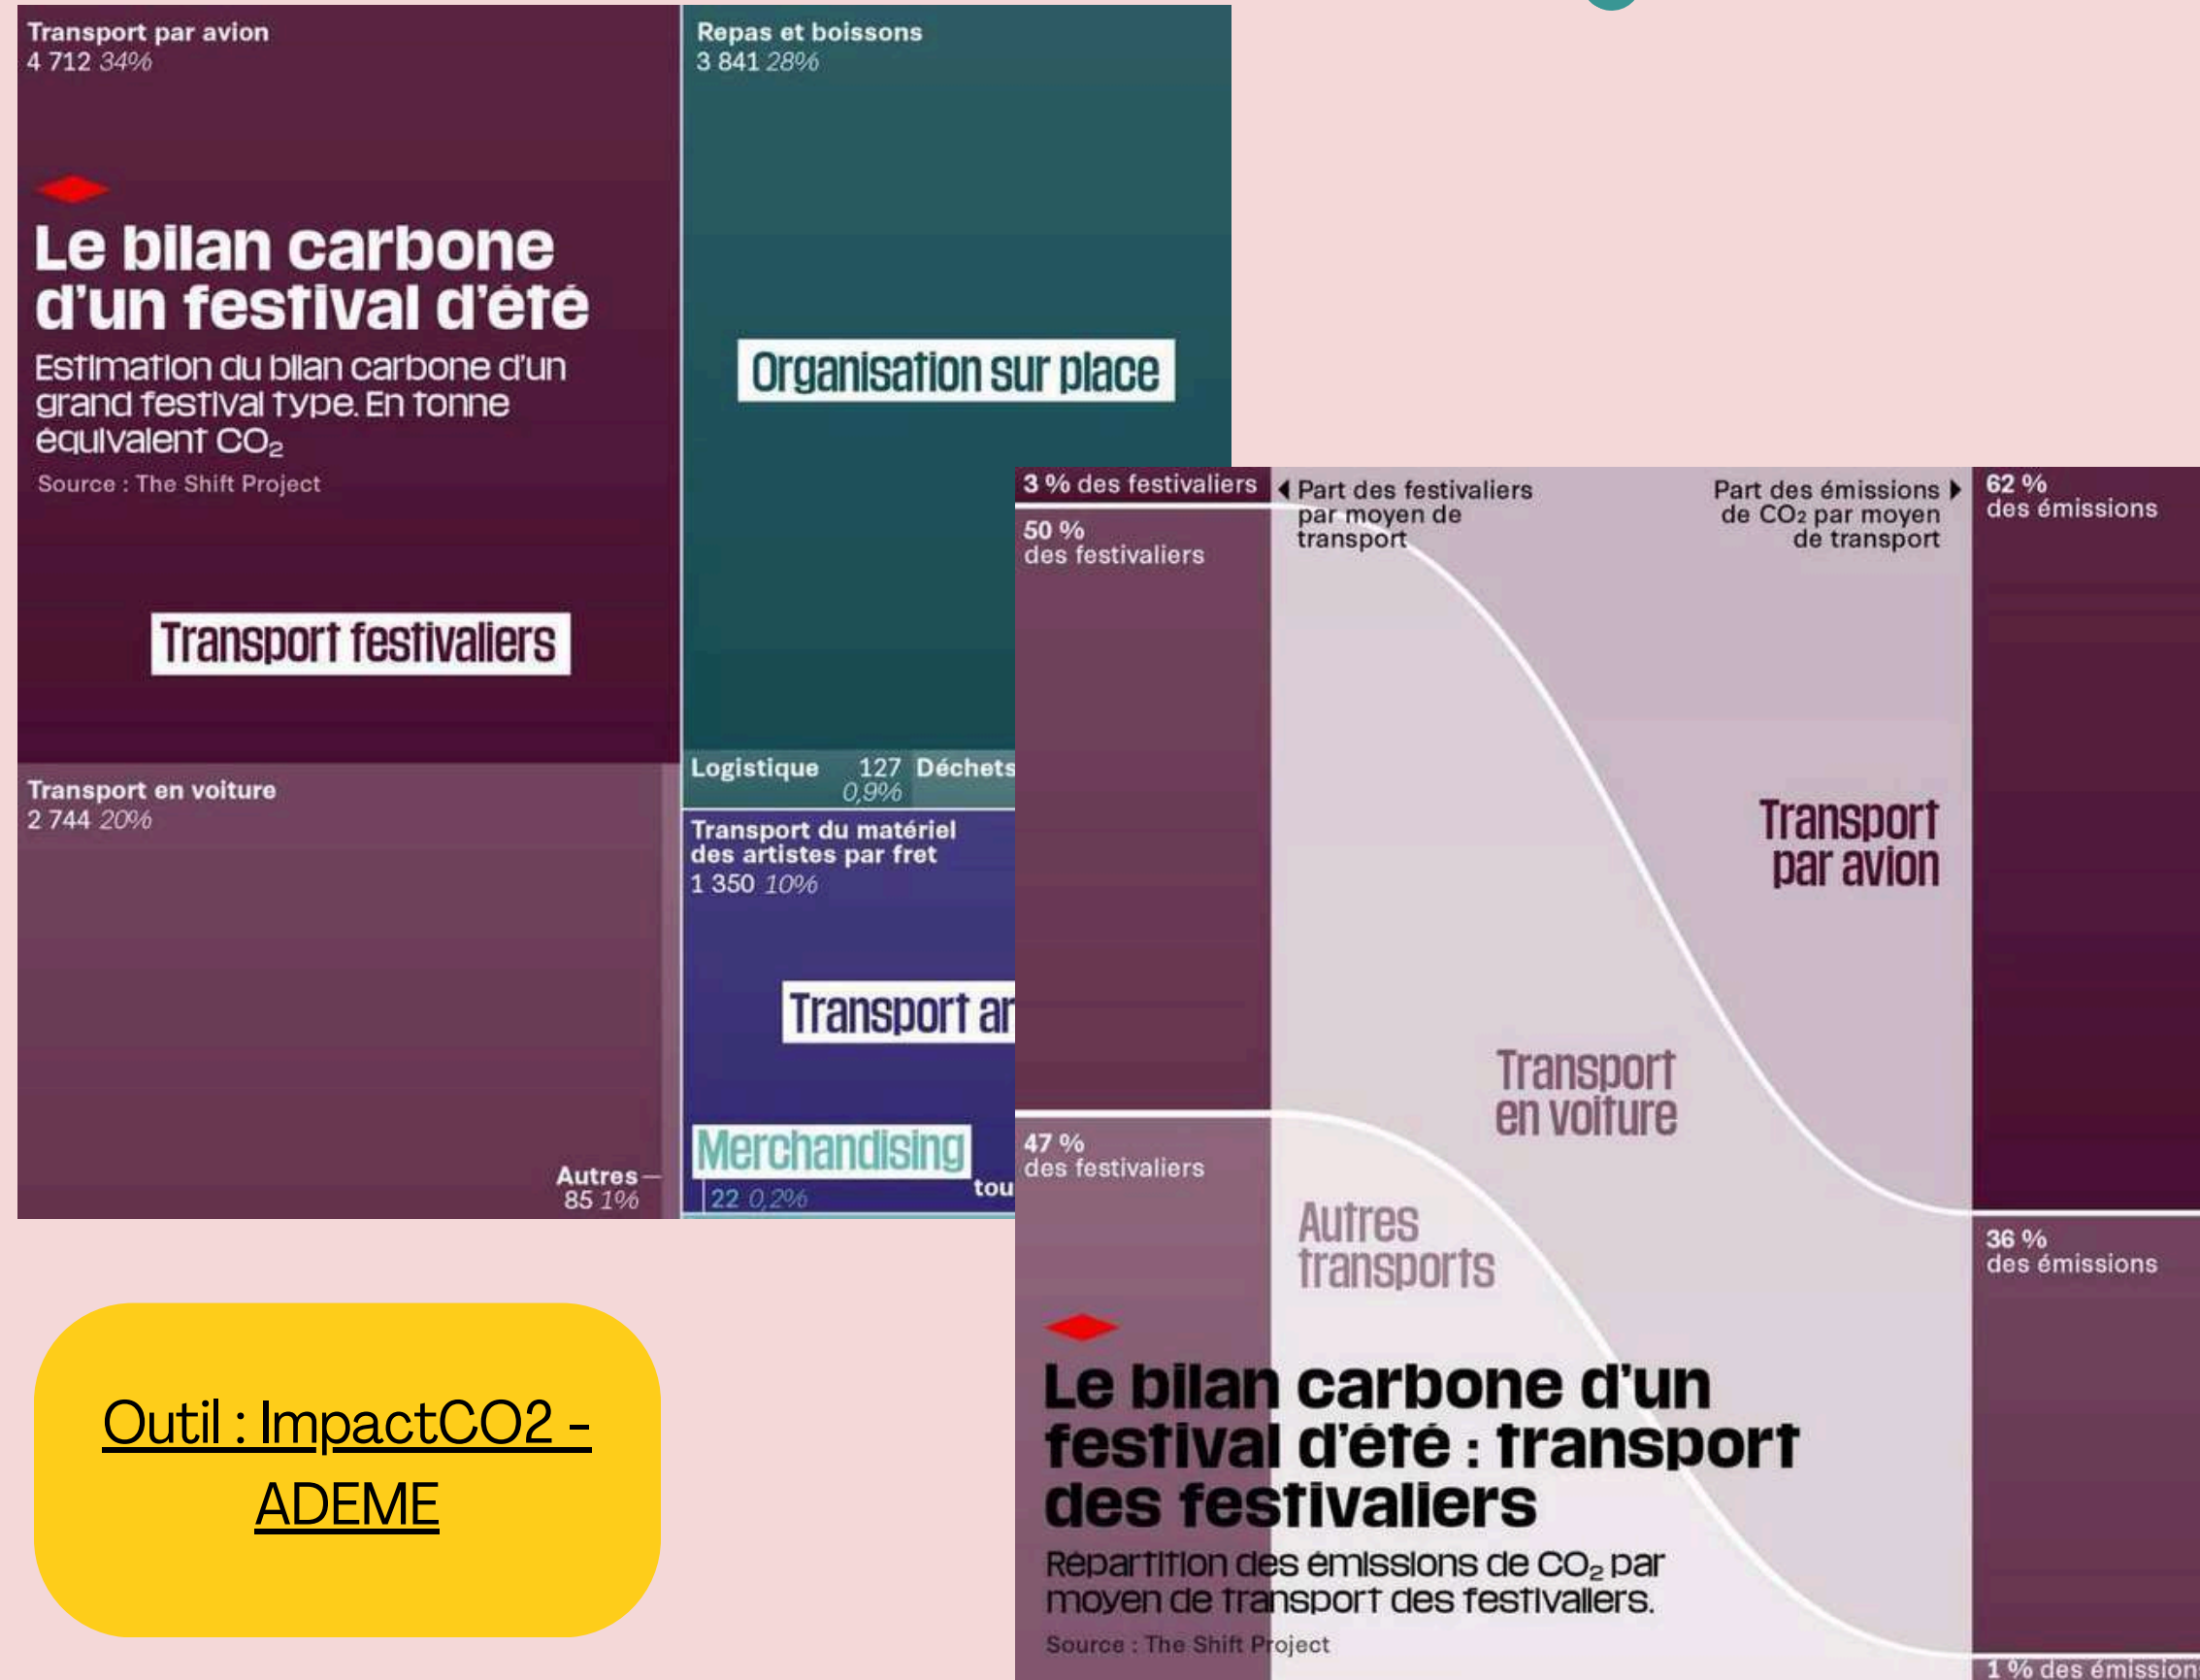 Transport par avion
4 712 34%
Le bilan carbone
d'un festival d'été
Estimation du bilan carbone d'un
grand festival type. En tonne
équivalent CO₂
Source : The Shift Project
Transport festivaliers
Transport en voiture
2 744 20%
Autres
85 1%
Repas et boissons
3 841 28%
Organisation sur place
Logistique 127
0,9%
Déchets
Transport du matériel
des artistes par fret
1 350 10%
Transport ar
Merchandising
22 0,2%
tou
3 % des festivaliers
Part des festivaliers
par moyen de
transport
Part des émissions
de CO₂ par moyen
de transport
62 %
des émissions
50 %
des festivaliers
Transport
par avion
Transport
en voiture
47 %
des festivaliers
Autres
transports
36 %
des émissions
Le bilan carbone d'un
festival d'été : transport
des festivaliers
Répartition des émissions de CO₂ par
moyen de transport des festivaliers.
Source : The Shift Project
1 % des émission
Outil : ImpactCO2 -
ADEME